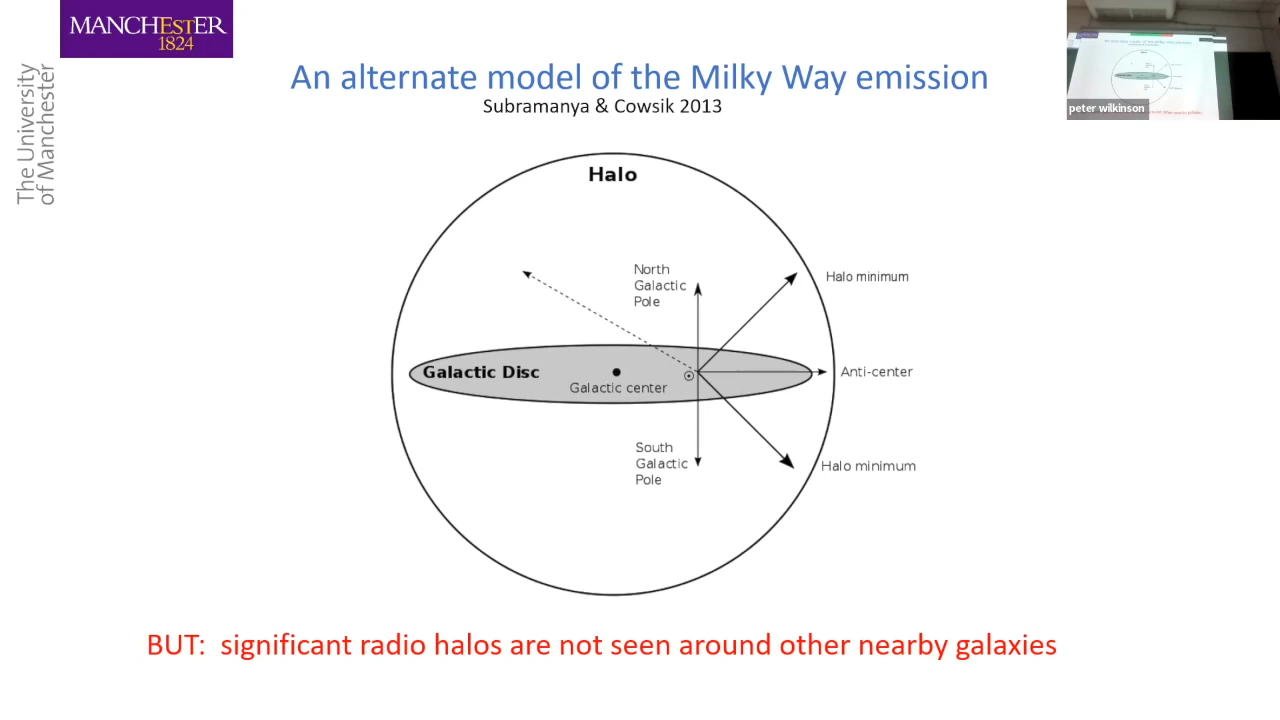 MANCHESTER
1824
The University
of Manchester
An alternate model of the Milky Way emission
Subramanya & Cowsik 2013
peter wilkinson
Halo
North
Galactic
Pole
Halo minimum
Galactic Disc
Galactic center
Anti-center
South
Galactic
Pole
Halo minimum
BUT: significant radio halos are not seen around other nearby galaxies